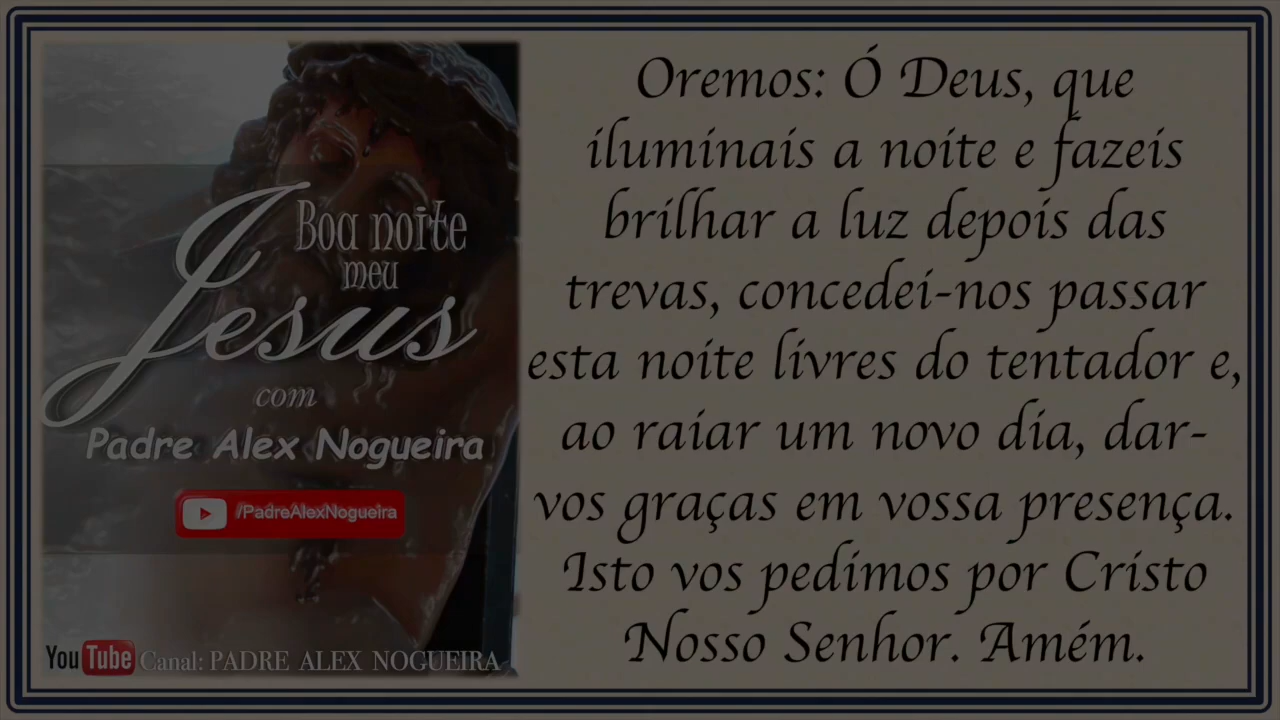 Boa noite
meu
Jesus
com
Padre Alex Nogueira
/PadreAlexNogueira
YouTube Canal: PADRE ALEX NOGUEIRA
Oremos: Ó Deus, que
iluminais a noite e fazeis
brilhar a luz depois das
trevas, concedei-nos passar
esta noite livres do tentador e,
ao raiar um novo dia, dar-
vos graças em vossa presença.
Isto vos pedimos por Cristo
Nosso Senhor. Amém.